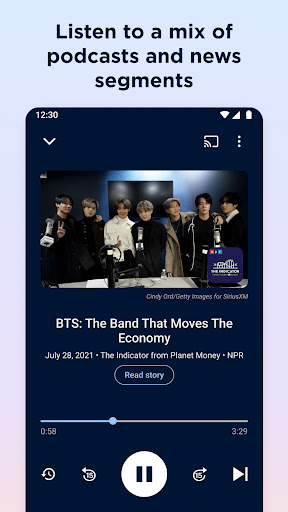 Listen to a mix of
podcasts and news
segments
12:30
THE INDICATOR
Cindy Ord/Getty Images for SiriusXM
BTS: The Band That Moves The
Economy
July 28, 2021 • The Indicator from Planet Money • NPR
Read story
0:58 3:29
15 15